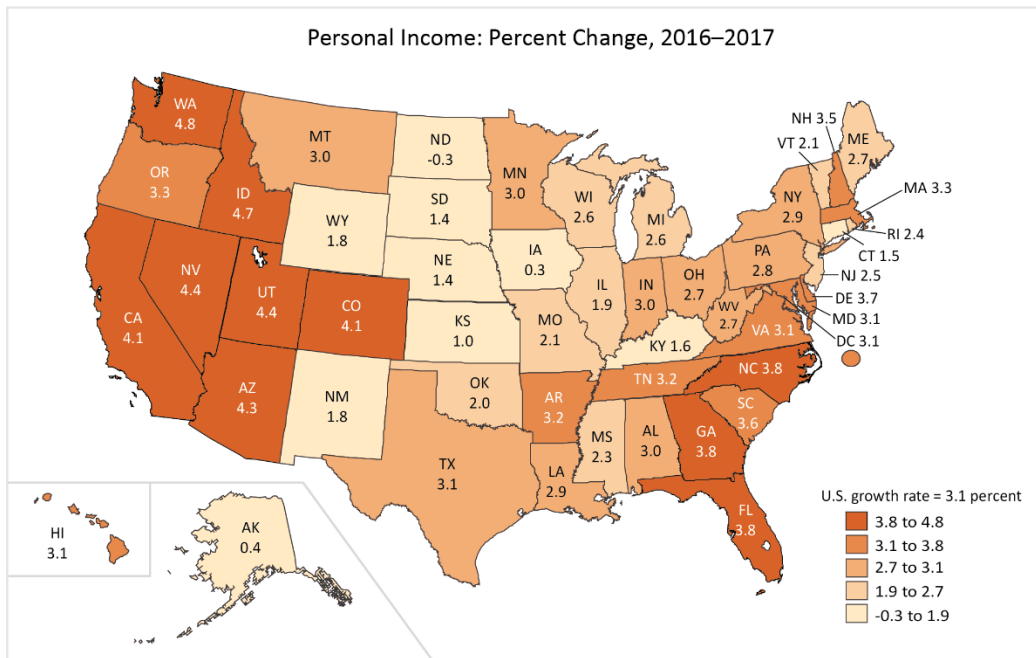 Personal Income: Percent Change, 2016–2017
WA
4.8
MT
3.0
ND
-0.3
MN
3.0
NH 3.5
VT 2.1
ME
2.7
OR
3.3
ID
4.7
WY
1.8
SD
1.4
WI
2.6
MI
2.6
NY
2.9
MA 3.3
RI 2.4
CT 1.5
NJ 2.5
DE 3.7
MD 3.1
DC 3.1
NV
4.4
UT
4.4
CO
4.1
NE
1.4
IA
0.3
IL
1.9
IN
3.0
OH
2.7
PA
2.8
WV
2.7
VA 3.1
CA
4.1
KS
1.0
MO
2.1
KY 1.6
AZ
4.3
NM
1.8
OK
2.0
AR
3.2
TN 3.2
NC 3.8
SC
3.6
TX
3.1
LA
2.9
MS
2.3
AL
3.0
GA
3.8
FL
3.8
HI
3.1
AK
0.4
U.S. growth rate = 3.1 percent
3.8 to 4.8
3.1 to 3.8
2.7 to 3.1
1.9 to 2.7
-0.3 to 1.9